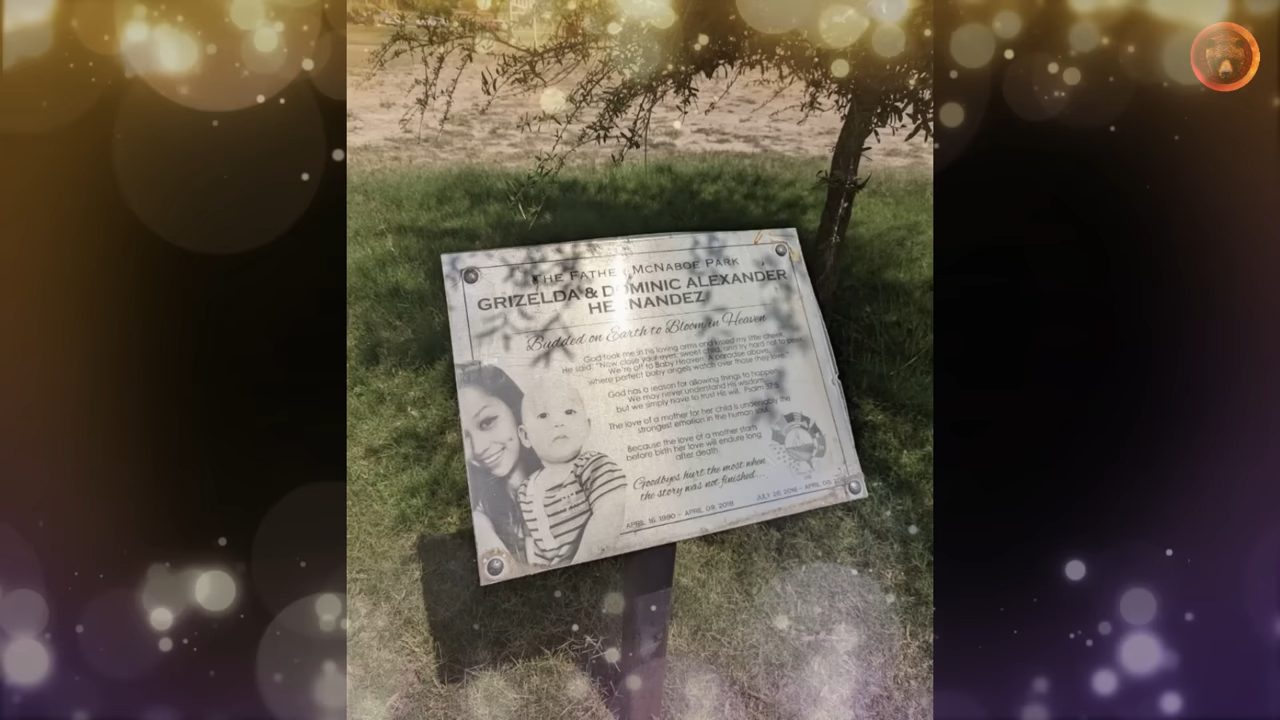 THE FATHER MCNABOE PARK
GRIZELDA & DOMINIC ALEXANDER
HERNANDEZ
Budded on Earth to Bloom in Heaven
God took me in his loving arms and kissed my little cheek.
He said: "Now close your eyes, sweet child, and try hard not to peek.
We're off to Baby Heaven. A paradise above,
where perfect baby angels watch over those they love."
God has a reason for allowing things to happen.
We may never understand His wisdom,
but we simply have to trust His will. Psalm 37:5
The love of a mother for her child is undeniably the
strongest emotion in the human soul.
Because the love of a mother starts
before birth her love will endure long
after death.
Goodbyes hurt the most when
the story was not finished....
APRIL 16, 1990 - APRIL 09, 2018
JULY 26, 2016 - APRIL 09,